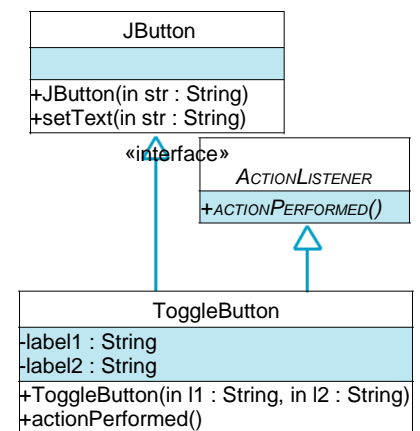 JButton
+JButton(in str : String)
+setText(in str : String)
«interface»
ACTIONLISTENER
+ACTIONPERFORMED()
ToggleButton
-label1 : String
-label2 : String
+ToggleButton(in l1 : String, in l2 : String)
+actionPerformed()